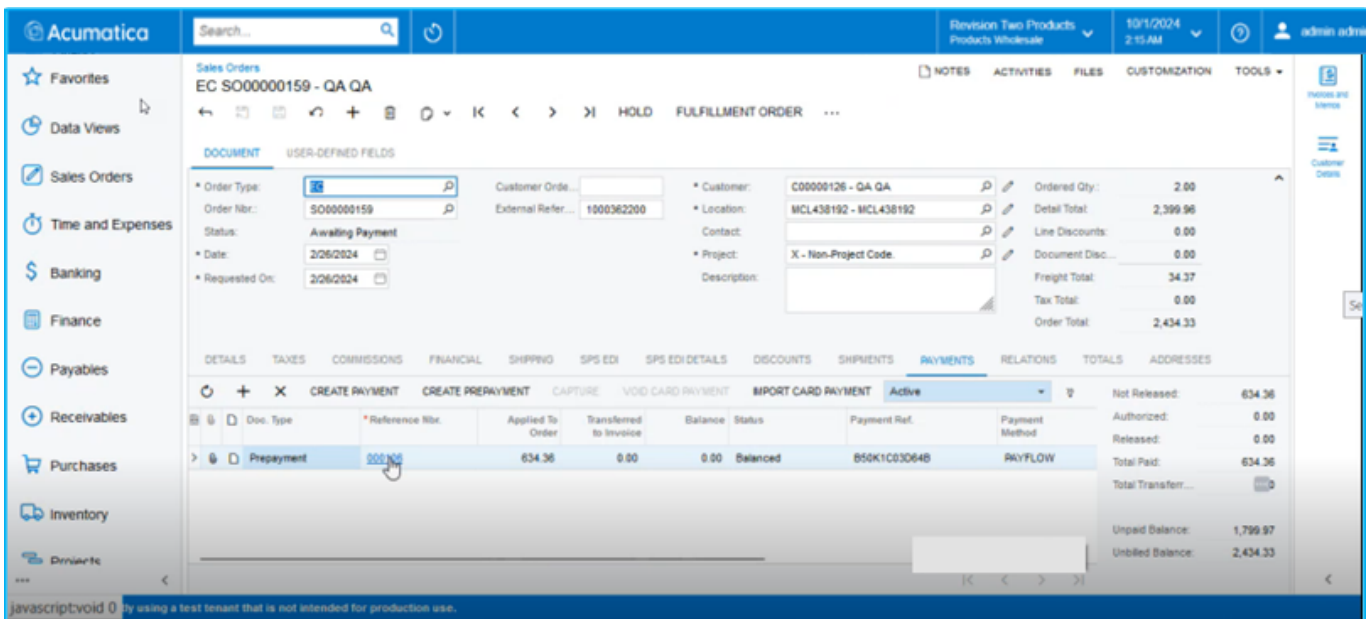 Acumatica
Search...
Revision Two Products
Products Wholesale
10/1/2024
2:15 AM
admin admi
Favorites
Data Views
Sales Orders
Time and Expenses
Banking
Finance
Payables
Receivables
Purchases
Inventory
Projects
Sales Orders
EC SO00000159 - QA QA
NOTES ACTIVITIES FILES CUSTOMIZATION TOOLS
HOLD FULFILLMENT ORDER ...
DOCUMENT USER-DEFINED FIELDS
* Order Type: EC
Order Nbr.: SO00000159
Status: Awaiting Payment
* Date: 2/26/2024
* Requested On: 2/26/2024
Customer Orde...
External Refer... 1000362200
* Customer: C00000126 - QA QA
* Location: MCL438192 - MCL438192
Contact:
* Project: X - Non-Project Code.
Description:
Ordered Qty.: 2.00
Detail Total: 2,399.96
Line Discounts: 0.00
Document Disc... 0.00
Freight Total: 34.37
Tax Total: 0.00
Order Total: 2,434.33
Invoices and
Memos
Customer
Details
Se
DETAILS TAXES COMMISSIONS FINANCIAL SHIPPING SPS EDI SPS EDI DETAILS DISCOUNTS SHIPMENTS PAYMENTS RELATIONS TOTALS ADDRESSES
CREATE PAYMENT CREATE PREPAYMENT CAPTURE VOID CARD PAYMENT IMPORT CARD PAYMENT Active
Doc. Type *Reference Nbr. Applied To Order Transferred to Invoice Balance Status Payment Ref. Payment Method
Prepayment 634.36 0.00 0.00 Balanced B50K1C03D64B PAYFLOW
Not Released: 634.36
Authorized: 0.00
Released: 0.00
Total Paid: 634.36
Total Transferr...
Unpaid Balance: 1,799.97
Unbilled Balance: 2,434.33
javascript:void 0
ly using a test tenant that is not intended for production use.